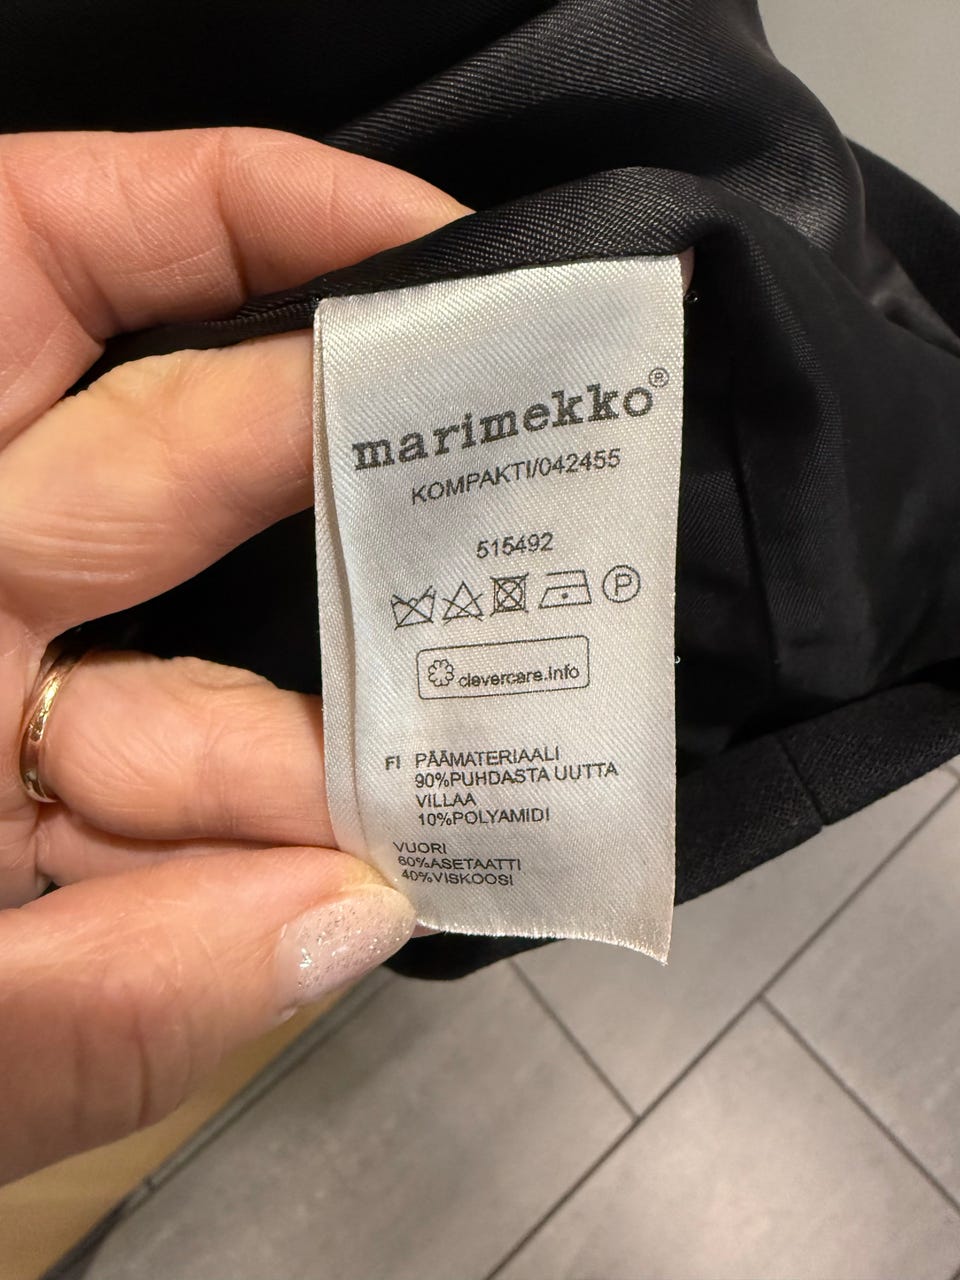 marimekko®
KOMPAKTI/042455
515492
P
clevercare.info
FI PÄÄMATERIAALI
90%PUHDASTA UUTTA
VILLAA
10%POLYAMIDI
VUORI
60%ASETAATTI
40%VISKOOSI